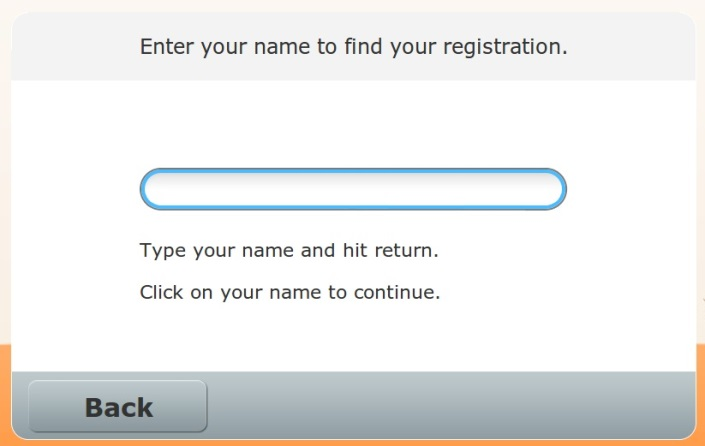 Enter your name to find your registration.
Type your name and hit return.
Click on your name to continue.
Back